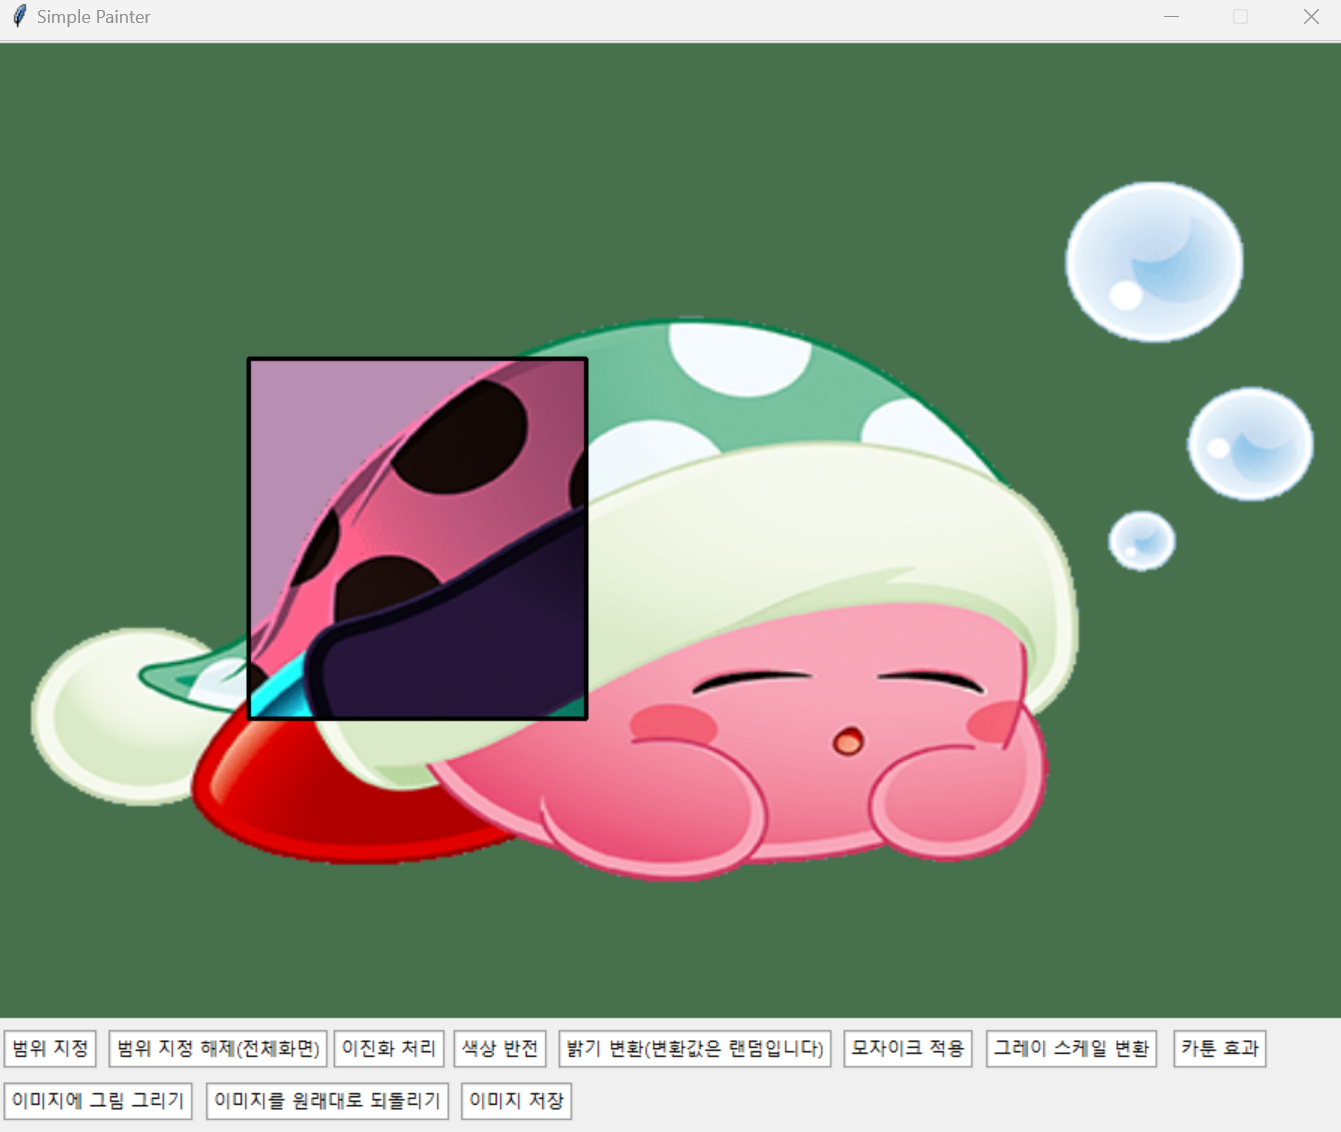 Simple Painter
범위 지정 범위 지정 해제(전체화면) 이진화 처리 색상 반전 밝기 변환(변환값은 랜덤입니다) 모자이크 적용 그레이 스케일 변환 카툰 효과
이미지에 그림 그리기 이미지를 원래대로 되돌리기 이미지 저장